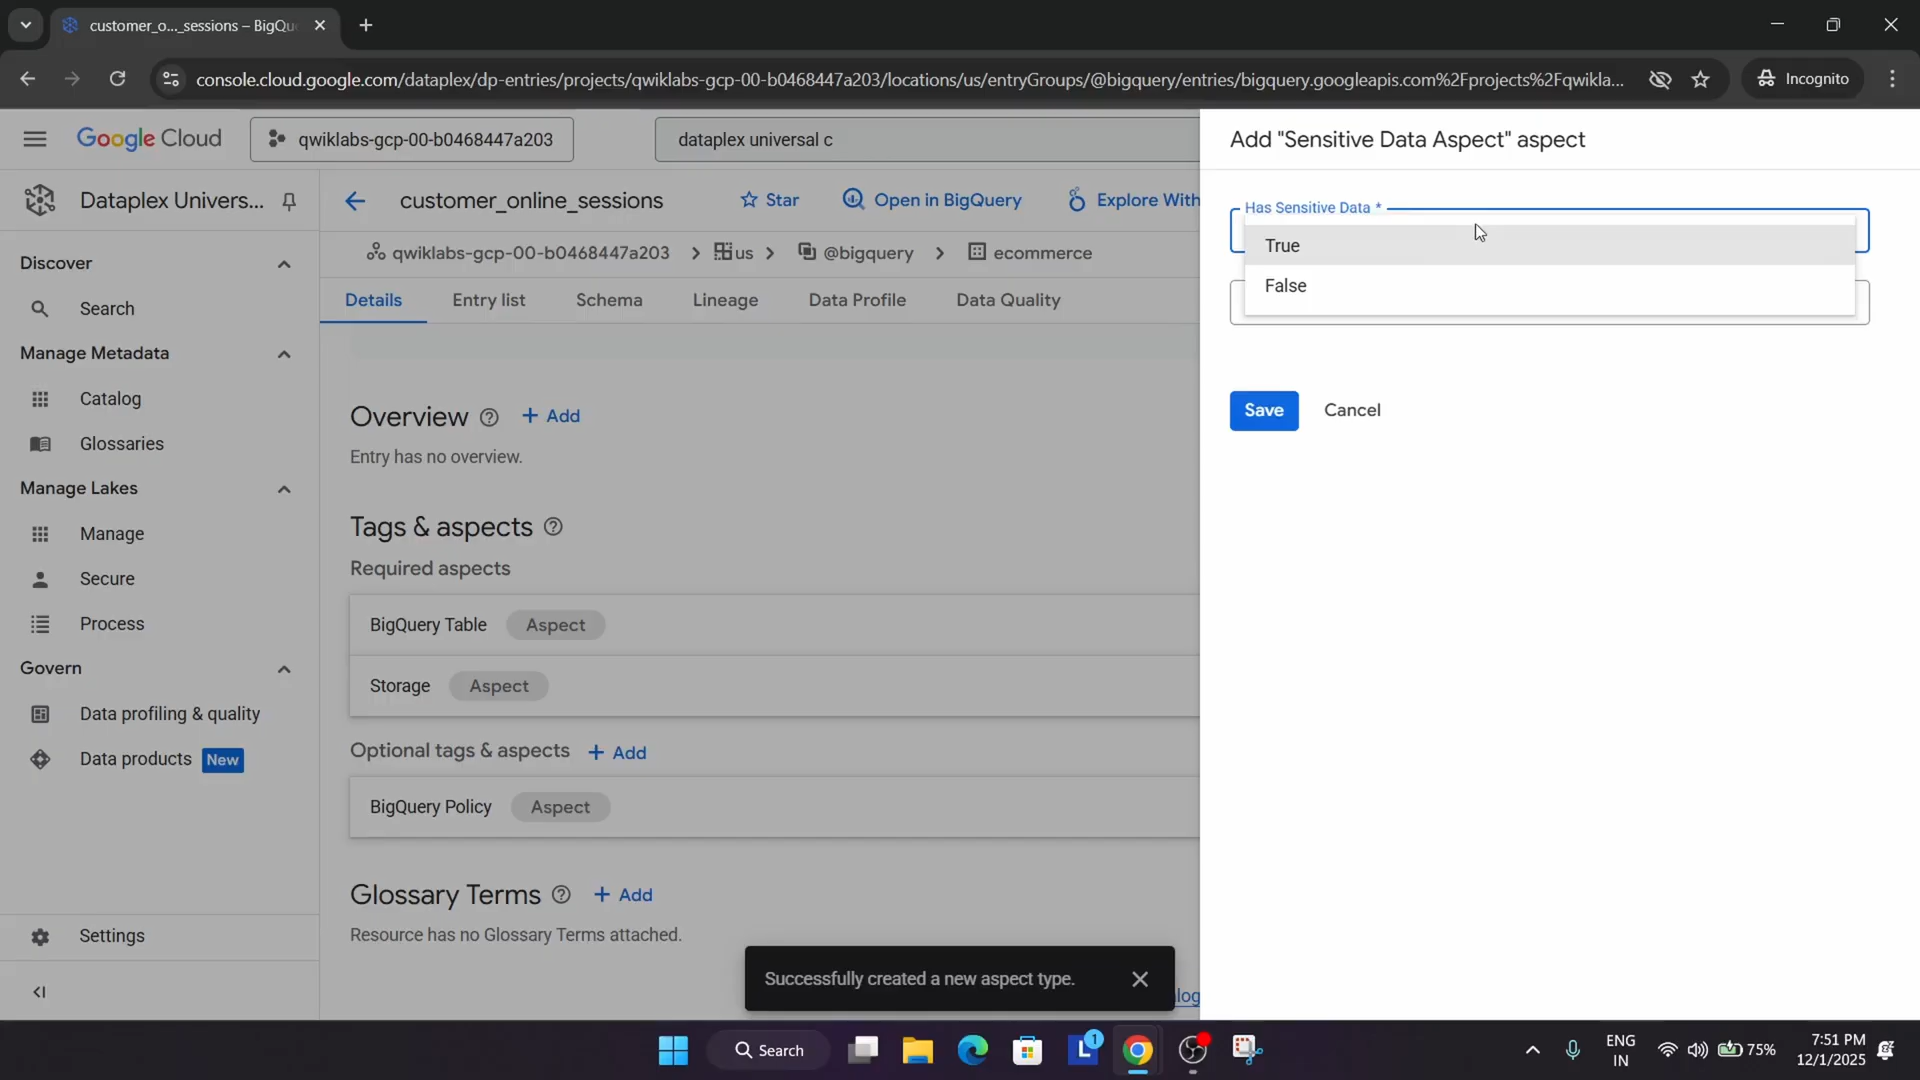 customer_o..._sessions – BigQu
console.cloud.google.com/dataplex/dp-entries/projects/qwiklabs-gcp-00-b0468447a203/locations/us/entryGroups/@bigquery/entries/bigquery.googleapis.com%2Fprojects%2Fqwikla...
Incognito
Google Cloud
qwiklabs-gcp-00-b0468447a203
dataplex universal c
Add "Sensitive Data Aspect" aspect
Dataplex Univers...
customer_online_sessions
Star
Open in BigQuery
Explore With
Has Sensitive Data *
True
False
qwiklabs-gcp-00-b0468447a203
us
@bigquery
ecommerce
Discover
Search
Details
Entry list
Schema
Lineage
Data Profile
Data Quality
Manage Metadata
Catalog
Glossaries
Save
Cancel
Overview
+ Add
Entry has no overview.
Manage Lakes
Manage
Secure
Process
Tags & aspects
Required aspects
BigQuery Table
Aspect
Storage
Aspect
Govern
Data profiling & quality
Data products
New
Optional tags & aspects
+ Add
BigQuery Policy
Aspect
Glossary Terms
+ Add
Resource has no Glossary Terms attached.
Settings
Successfully created a new aspect type.
alog
Search
1
ENG
IN
75%
7:51 PM
12/1/2025